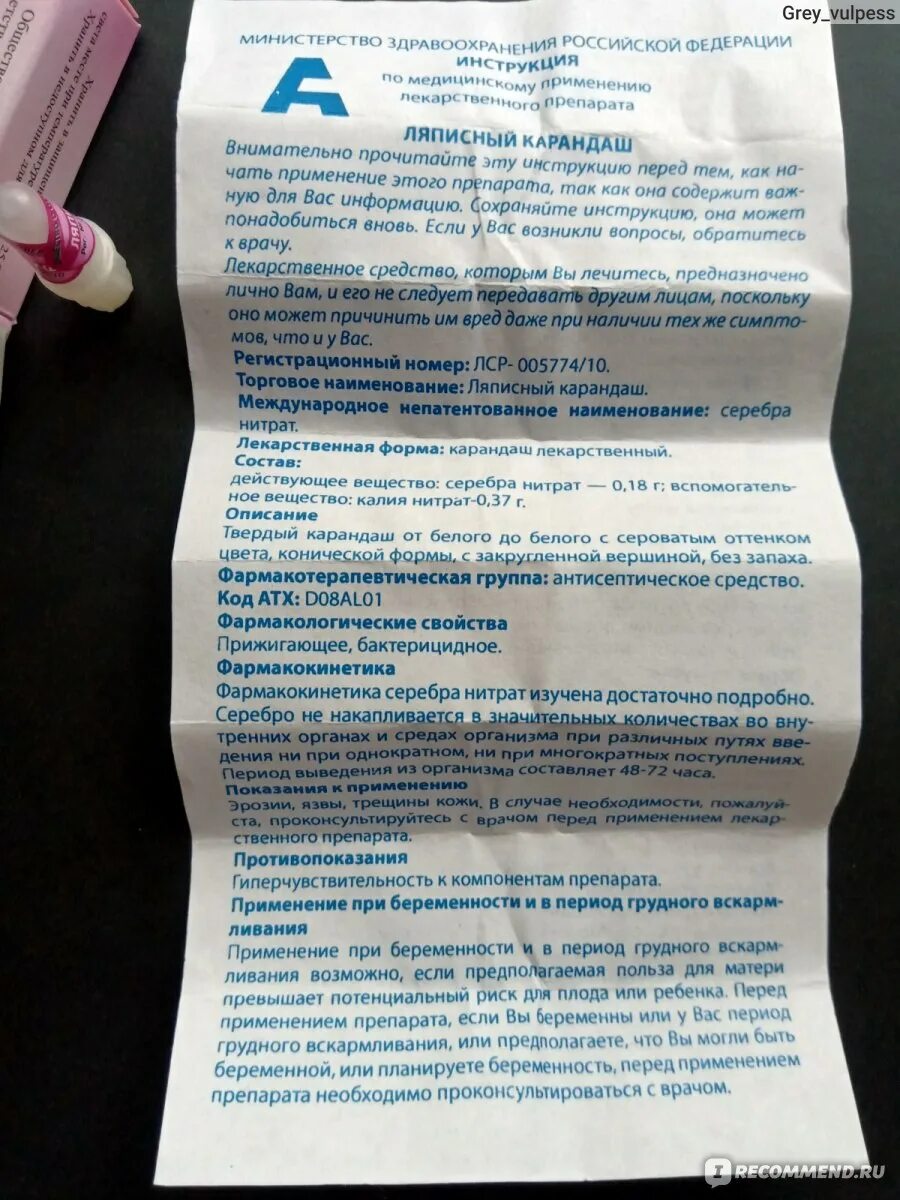 Grey_vulpess
МИНИСТЕРСТВО ЗДРАВООХРАНЕНИЯ РОССИЙСКОЙ ФЕДЕРАЦИИ
ИНСТРУКЦИЯ
по медицинскому применению
лекарственного препарата
ЛЯПИСНЫЙ КАРАНДАШ
Внимательно прочитайте эту инструкцию перед тем, как на-
чать применение этого препарата, так как она содержит важ-
ную для Вас информацию. Сохраняйте инструкцию, она может
понадобиться вновь. Если у Вас возникли вопросы, обратитесь
к врачу.
Лекарственное средство, которым Вы лечитесь, предназначено
лично Вам, и его не следует передавать другим лицам, поскольку
оно может причинить им вред даже при наличии тех же симпто-
мов, что и у Вас.
Регистрационный номер: ЛСР- 005774/10.
Торговое наименование: Ляписный карандаш.
Международное непатентованное наименование: серебра
нитрат.
Лекарственная форма: карандаш лекарственный.
Состав:
действующее вещество: серебра нитрат — 0,18 г; вспомогатель-
ное вещество: калия нитрат-0,37 г.
Описание
Твердый карандаш от белого до белого с сероватым оттенком
цвета, конической формы, с закругленной вершиной, без запаха.
Фармакотерапевтическая группа: антисептическое средство.
Код АТХ: D08AL01
Фармакологические свойства
Прижигающее, бактерицидное.
Фармакокинетика
Фармакокинетика серебра нитрат изучена достаточно подробно.
Серебро не накапливается в значительных количествах во вну-
тренних органах и средах организма при различных путях вве-
дения ни при однократном, ни при многократных поступлениях.
Период выведения из организма составляет 48-72 часа.
Показания к применению
Эрозии, язвы, трещины кожи. В случае необходимости, пожалуй-
ста, проконсультируйтесь с врачом перед применением лекар-
ственного препарата.
Противопоказания
Гиперчувствительность к компонентам препарата.
Применение при беременности и в период грудного вскарм-
ливания
Применение при беременности и в период грудного вскарм-
ливания возможно, если предполагаемая польза для матери
превышает потенциальный риск для плода или ребенка. Перед
применением препарата, если Вы беременны или у Вас период
грудного вскармливания, или предполагаете, что Вы могли быть
беременной, или планируете беременность, перед применением
препарата необходимо проконсультироваться с врачом.
Хранить в недоступном для
Хранить в
месте при температуре
IRECOMMEND.RU